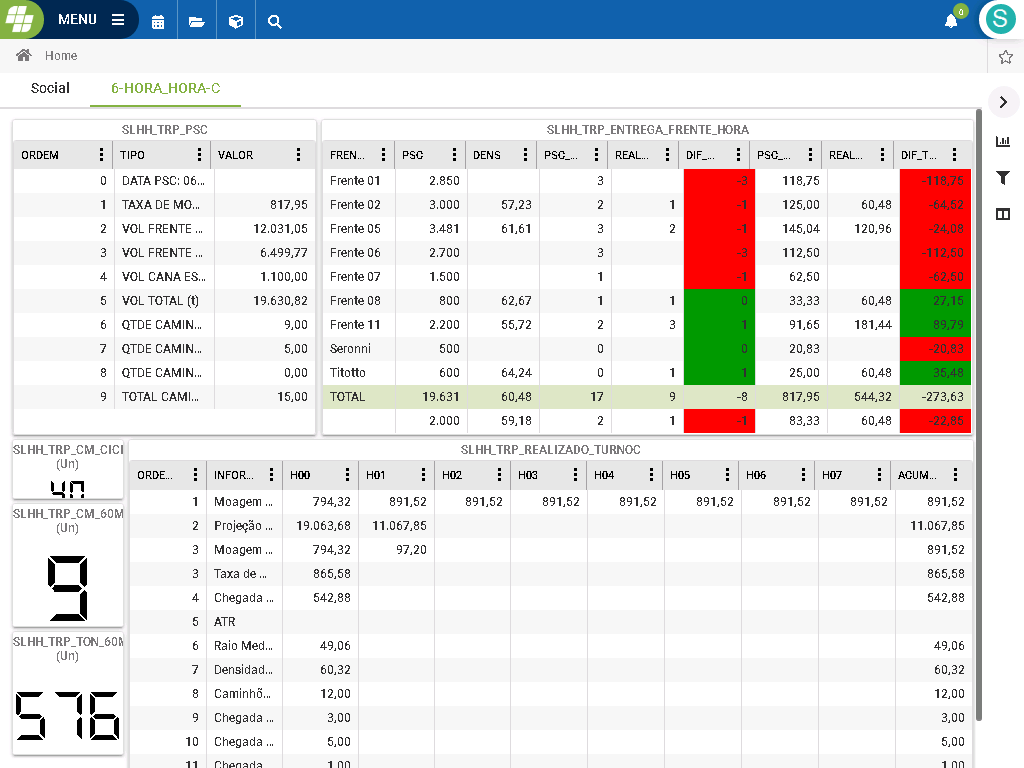 MENU
0
S
Home
Social 6-HORA_HORA-C
SLHH_TRP_PSC
ORDEM TIPO VALOR
0 DATA PSC: 06...
1 TAXA DE MO... 817,95
2 VOL FRENTE ... 12.031,05
3 VOL FRENTE ... 6.499,77
4 VOL CANA ES... 1.100,00
5 VOL TOTAL (t) 19.630,82
6 QTDE CAMIN... 9,00
7 QTDE CAMIN... 5,00
8 QTDE CAMIN... 0,00
9 TOTAL CAMI... 15,00
SLHH_TRP_ENTREGA_FRENTE_HORA
FREN... PSC DENS PSC_... REAL... DIF_... PSC_... REAL... DIF_T...
Frente 01 2.850 3 -3 118,75 -118,75
Frente 02 3.000 57,23 2 1 -1 125,00 60,48 -64,52
Frente 05 3.481 61,61 3 2 -1 145,04 120,96 -24,08
Frente 06 2.700 3 -3 112,50 -112,50
Frente 07 1.500 1 -1 62,50 -62,50
Frente 08 800 62,67 1 1 0 33,33 60,48 27,15
Frente 11 2.200 55,72 2 3 1 91,65 181,44 89,79
Seronni 500 0 0 20,83 -20,83
Titotto 600 64,24 0 1 1 25,00 60,48 35,48
TOTAL 19.631 60,48 17 9 -8 817,95 544,32 -273,63
2.000 59,18 2 1 -1 83,33 60,48 -22,85
SLHH_TRP_CM_CICI
(Un)
SLHH_TRP_CM_60M
(Un)
9
SLHH_TRP_TON_60M
(Un)
576
SLHH_TRP_REALIZADO_TURNOC
ORDE... INFOR... H00 H01 H02 H03 H04 H05 H06 H07 ACUM...
1 Moagem ... 794,32 891,52 891,52 891,52 891,52 891,52 891,52 891,52 891,52
2 Projeção ... 19.063,68 11.067,85 11.067,85
3 Moagem ... 794,32 97,20 891,52
3 Taxa de ... 865,58 865,58
4 Chegada ... 542,88 542,88
5 ATR
6 Raio Med... 49,06 49,06
7 Densidad... 60,32 60,32
8 Caminhõ... 12,00 12,00
9 Chegada ... 3,00 3,00
10 Chegada ... 5,00 5,00
11 Chegada ... 1,00 1,00